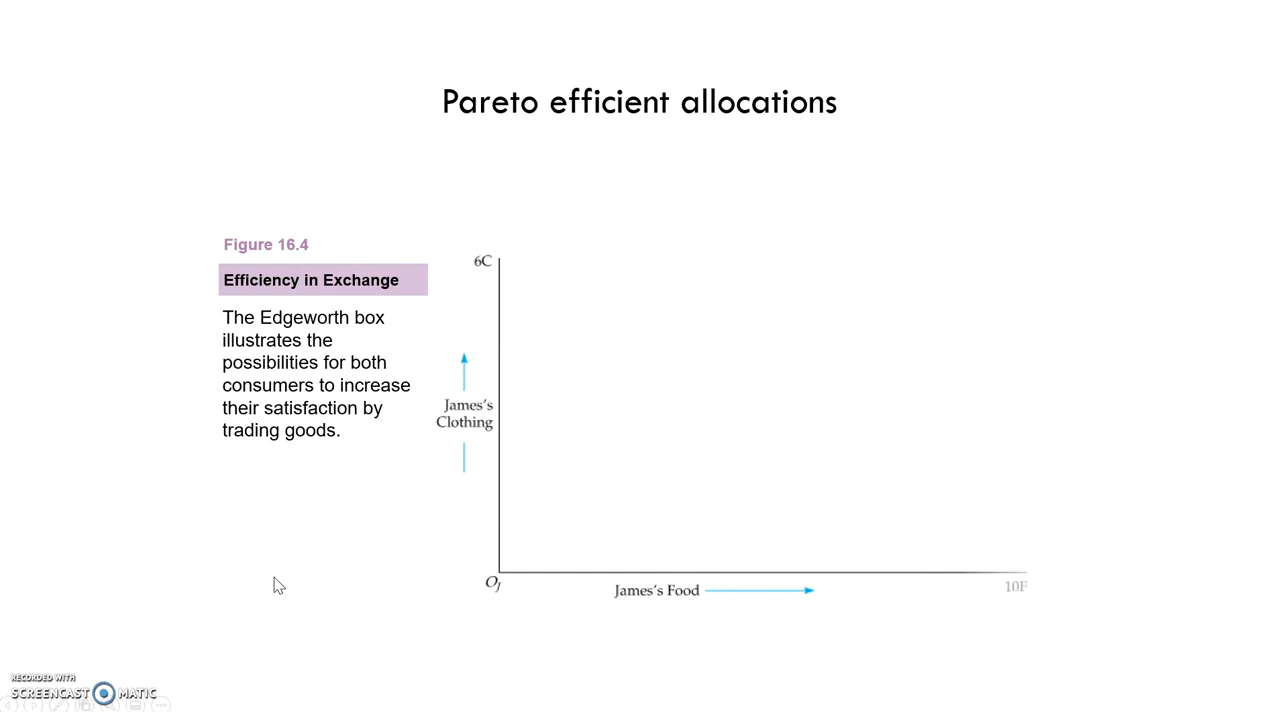 Pareto efficient allocations
Figure 16.4
Efficiency in Exchange
The Edgeworth box
illustrates the
possibilities for both
consumers to increase
their satisfaction by
trading goods.
6C
James's
Clothing
OJ
James's Food
10F
RECORDED WITH
SCREENCAST MATIC